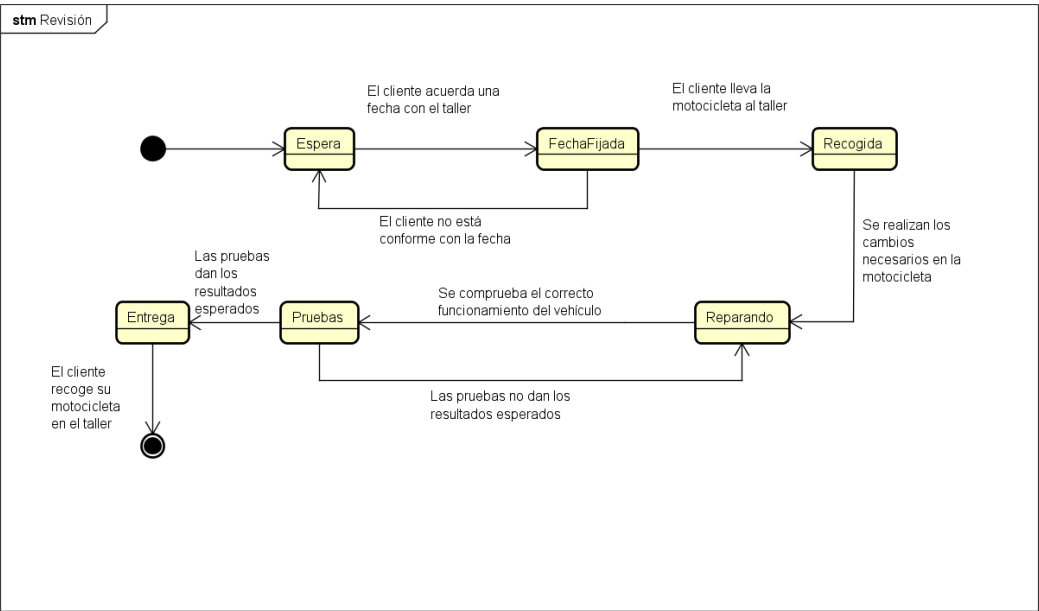 stm Revisión
El cliente acuerda una
fecha con el taller
El cliente lleva la
motocicleta al taller
Espera
FechaFijada
Recogida
El cliente no está
conforme con la fecha
Se realizan los
cambios
necesarios en la
motocicleta
Las pruebas
dan los
resultados
esperados
Se comprueba el correcto
funcionamiento del vehículo
Entrega
Pruebas
Reparando
El cliente
recoge su
motocicleta
en el taller
Las pruebas no dan los
resultados esperados